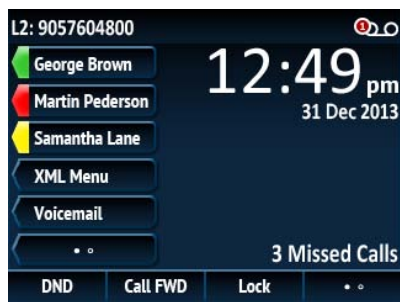 L2: 9057604800
1
George Brown
12:49 pm
Martin Pederson
31 Dec 2013
Samantha Lane
XML Menu
Voicemail
3 Missed Calls
DND
Call FWD
Lock